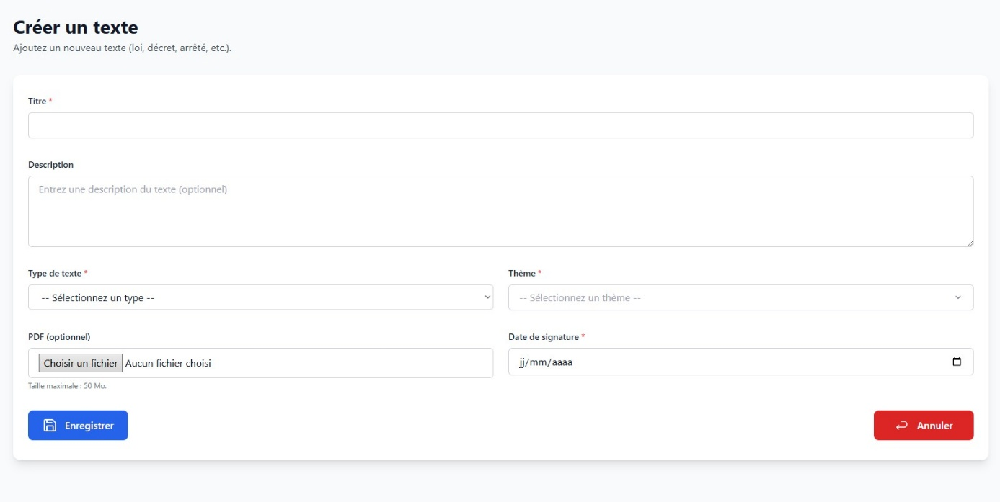 Créer un texte
Ajoutez un nouveau texte (loi, décret, arrêté, etc.).
Titre *
Description
Entrez une description du texte (optionnel)
Type de texte *
Thème *
-- Sélectionnez un type --
-- Sélectionnez un thème --
PDF (optionnel)
Date de signature *
Choisir un fichier Aucun fichier choisi
jj/mm/aaaa
Taille maximale : 50 Mo.
Enregistrer
Annuler